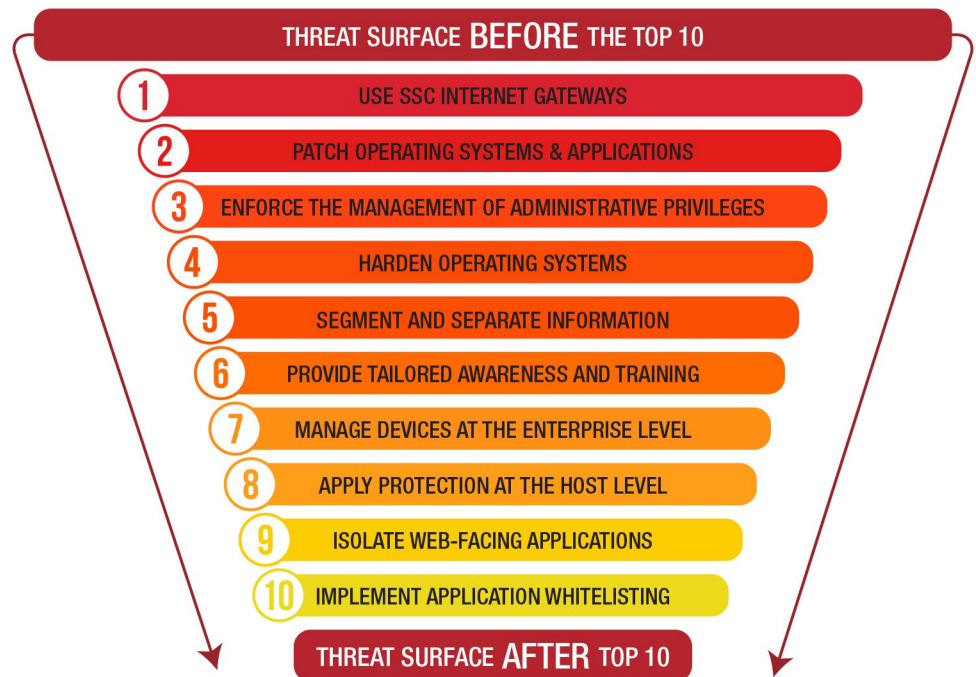 THREAT SURFACE BEFORE THE TOP 10
1 USE SSC INTERNET GATEWAYS
2 PATCH OPERATING SYSTEMS & APPLICATIONS
3 ENFORCE THE MANAGEMENT OF ADMINISTRATIVE PRIVILEGES
4 HARDEN OPERATING SYSTEMS
5 SEGMENT AND SEPARATE INFORMATION
6 PROVIDE TAILORED AWARENESS AND TRAINING
7 MANAGE DEVICES AT THE ENTERPRISE LEVEL
8 APPLY PROTECTION AT THE HOST LEVEL
9 ISOLATE WEB-FACING APPLICATIONS
10 IMPLEMENT APPLICATION WHITELISTING
THREAT SURFACE AFTER TOP 10